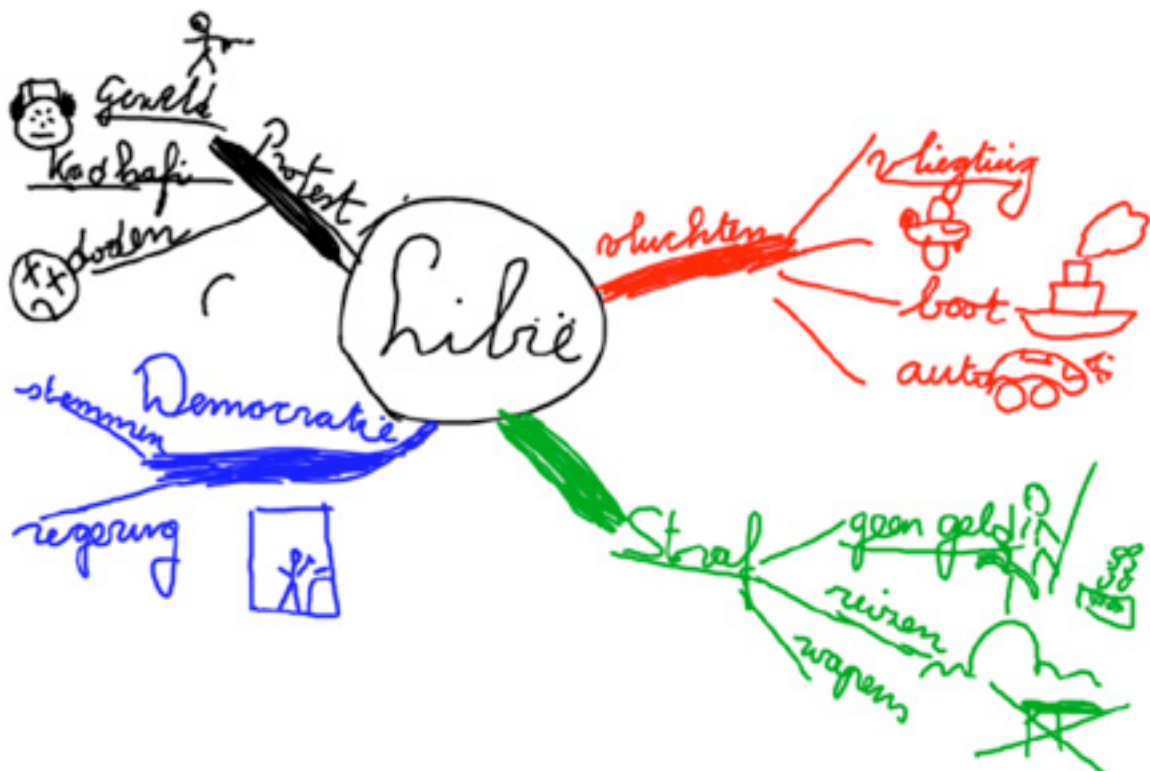 Libië
Protest
Geweld
Kadhafi
doden
vluchten
vliegtuig
boot
auto
Straf
geen geld
reizen
wapens
Democratie
stemmen
regering